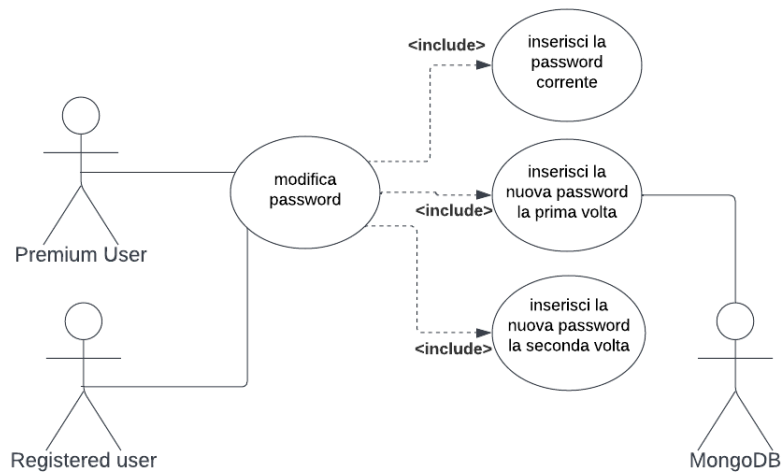 <include>
inserisci la
password
corrente
modifica
password
inserisci la
nuova password
la prima volta
<include>
Premium User
inserisci la
nuova password
la seconda volta
<include>
Registered user
MongoDB